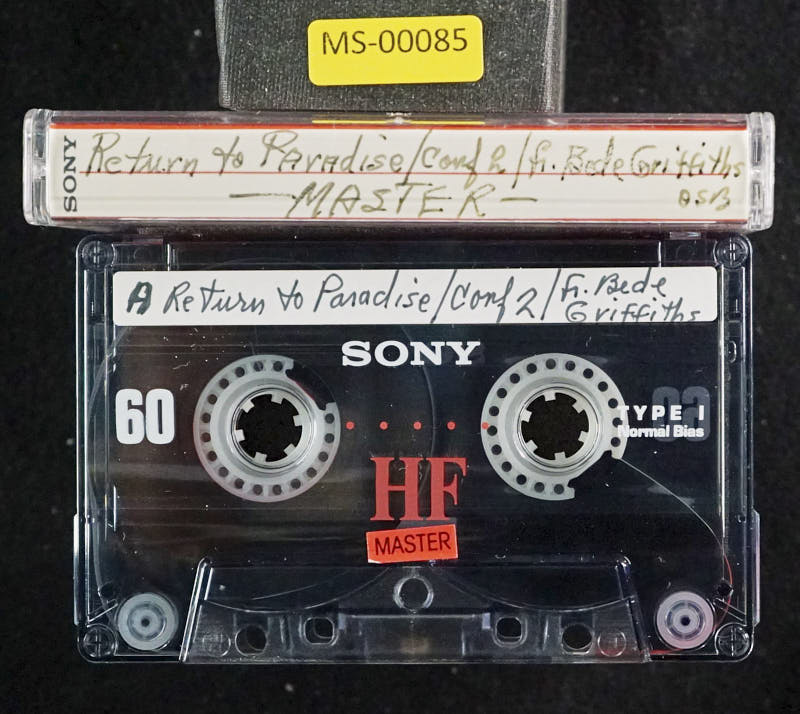 MS-00085
SONY
Return to Paradise/Conf 2/Fr. Bede Griffiths
—MASTER— OSB
A Return to Paradise/Conf 2/Fr. Bede
Griffiths
SONY
60
TYPE I
Normal Bias
HF
MASTER